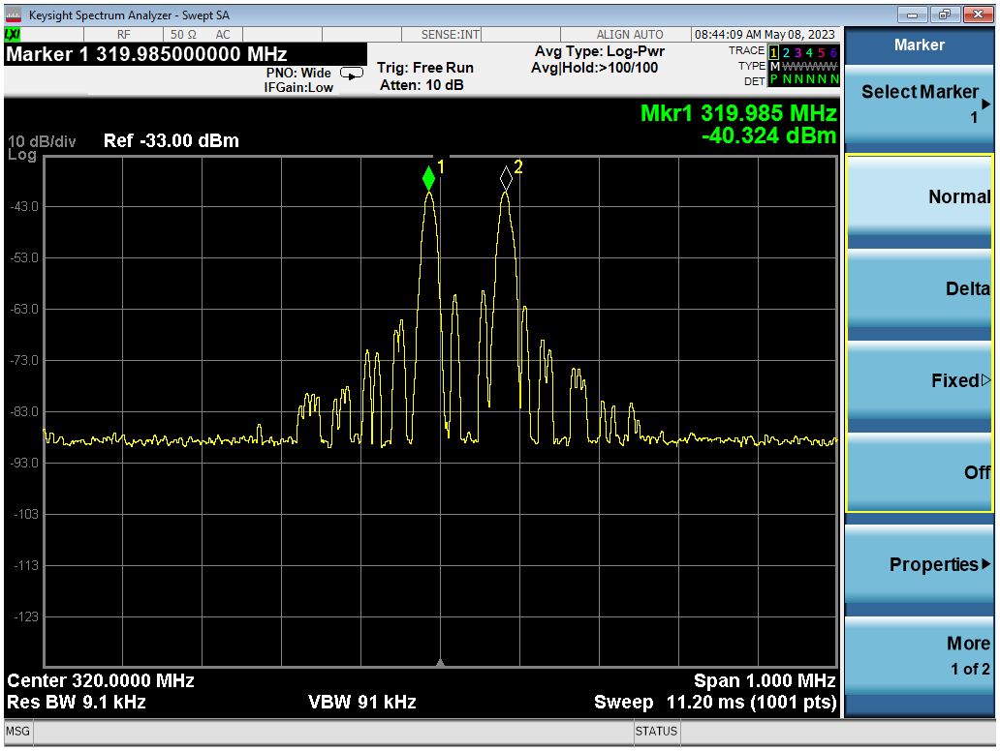 Keysight Spectrum Analyzer - Swept SA
LXI RF 50 Ω AC SENSE:INT ALIGN AUTO 08:44:09 AM May 08, 2023
Marker 1 319.985000000 MHz
PNO: Wide
IFGain:Low
Trig: Free Run
Atten: 10 dB
Avg Type: Log-Pwr
Avg|Hold:>100/100
TRACE 1 2 3 4 5 6
TYPE M W W W W W
DET P N N N N N
Mkr1 319.985 MHz
-40.324 dBm
10 dB/div Ref -33.00 dBm
Log
1
2
-43.0
-53.0
-63.0
-73.0
-83.0
-93.0
-103
-113
-123
Center 320.0000 MHz Span 1.000 MHz
Res BW 9.1 kHz VBW 91 kHz Sweep 11.20 ms (1001 pts)
MSG STATUS
Marker
Select Marker
1
Normal
Delta
Fixed
Off
Properties
More
1 of 2